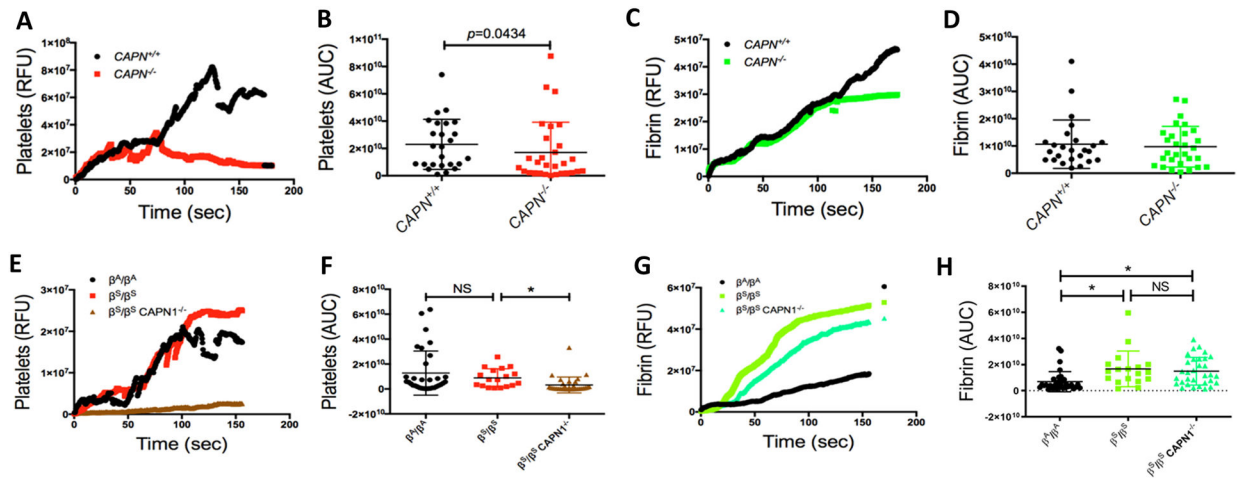 A
Platelets (RFU)
1×10⁸
8×10⁷
6×10⁷
4×10⁷
2×10⁷
0
0 50 100 150 200
Time (sec)
CAPN⁺/⁺
CAPN⁻/⁻
B
Platelets (AUC)
1×10¹¹
8×10¹⁰
6×10¹⁰
4×10¹⁰
2×10¹⁰
0
p=0.0434
CAPN⁺/⁺
CAPN⁻/⁻
C
Fibrin (RFU)
5×10⁷
4×10⁷
3×10⁷
2×10⁷
1×10⁷
0
0 50 100 150 200
Time (sec)
CAPN⁺/⁺
CAPN⁻/⁻
D
Fibrin (AUC)
5×10¹⁰
4×10¹⁰
3×10¹⁰
2×10¹⁰
1×10¹⁰
0
CAPN⁺/⁺
CAPN⁻/⁻
E
βᴬ/βᴬ
βˢ/βˢ
βˢ/βˢ CAPN1⁻/⁻
Platelets (RFU)
3×10⁷
2×10⁷
1×10⁷
0
0 50 100 150 200
Time (sec)
F
Platelets (AUC)
8×10¹⁰
6×10¹⁰
4×10¹⁰
2×10¹⁰
0
-2×10¹⁰
NS
*
βᴬ/βᴬ
βˢ/βˢ
βˢ/βˢ CAPN1⁻/⁻
G
βᴬ/βᴬ
βˢ/βˢ
βˢ/βˢ CAPN1⁻/⁻
Fibrin (RFU)
6×10⁷
4×10⁷
2×10⁷
0
0 50 100 150 200
Time (sec)
H
Fibrin (AUC)
8×10¹⁰
6×10¹⁰
4×10¹⁰
2×10¹⁰
0
-2×10¹⁰
*
*
NS
βᴬ/βᴬ
βˢ/βˢ
βˢ/βˢ CAPN1⁻/⁻